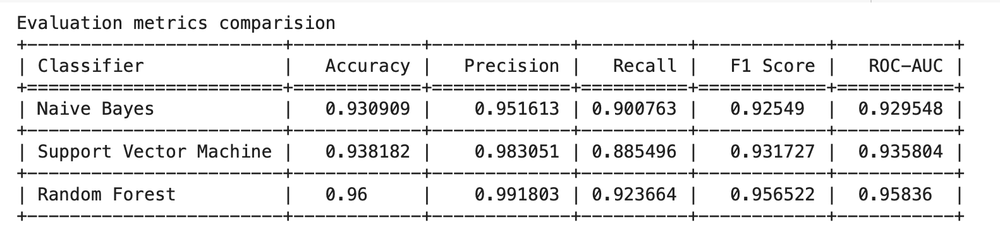 Evaluation metrics comparision
+------------------------+------------+-------------+----------+------------+-----------+
| Classifier             |   Accuracy |   Precision |   Recall |   F1 Score |   ROC-AUC |
+========================+============+=============+==========+============+===========+
| Naive Bayes            |   0.930909 |    0.951613 | 0.900763 |   0.92549  |  0.929548 |
+------------------------+------------+-------------+----------+------------+-----------+
| Support Vector Machine |   0.938182 |    0.983051 | 0.885496 |   0.931727 |  0.935804 |
+------------------------+------------+-------------+----------+------------+-----------+
| Random Forest          |   0.96     |    0.991803 | 0.923664 |   0.956522 |  0.95836  |
+------------------------+------------+-------------+----------+------------+-----------+